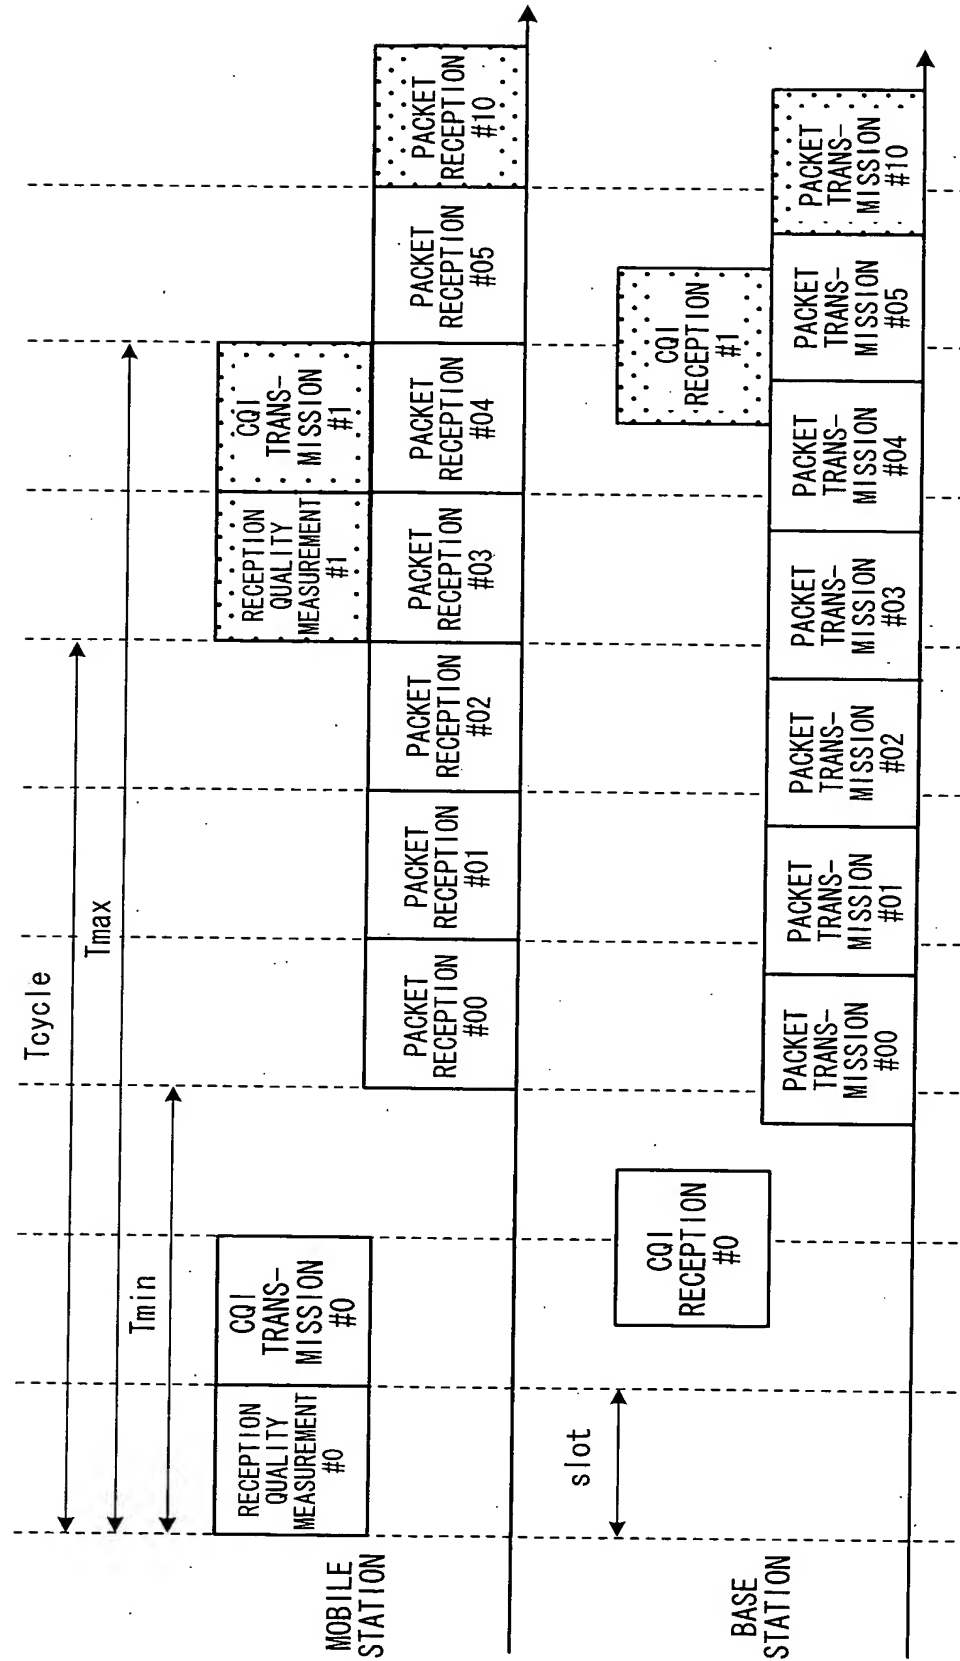 Tcycle
Tmax
Tmin
MOBILE
STATION
RECEPTION
QUALITY
MEASUREMENT
#0
CQI
TRANS-
MISSION
#0
RECEPTION
QUALITY
MEASUREMENT
#1
CQI
TRANS-
MISSION
#1
PACKET
RECEPTION
#00
PACKET
RECEPTION
#01
PACKET
RECEPTION
#02
PACKET
RECEPTION
#03
PACKET
RECEPTION
#04
PACKET
RECEPTION
#05
PACKET
RECEPTION
#10
slot
BASE
STATION
CQI
RECEPTION
#0
CQI
RECEPTION
#1
PACKET
TRANS-
MISSION
#00
PACKET
TRANS-
MISSION
#01
PACKET
TRANS-
MISSION
#02
PACKET
TRANS-
MISSION
#03
PACKET
TRANS-
MISSION
#04
PACKET
TRANS-
MISSION
#05
PACKET
TRANS-
MISSION
#10